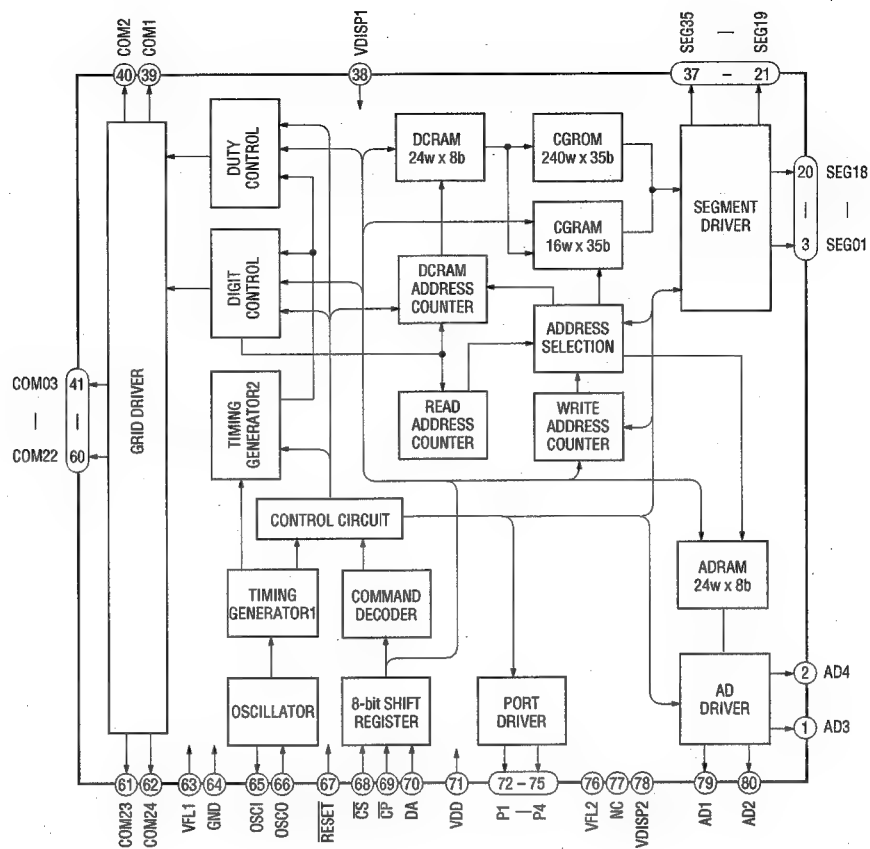 COM2
COM1
VDISP1
SEG35 — SEG19
40
39
38
37 – 21
DUTY
CONTROL
DCRAM
24w x 8b
CGROM
240w x 35b
CGRAM
16w x 35b
SEGMENT
DRIVER
20
SEG18
|
|
3
SEG01
DIGIT
CONTROL
DCRAM
ADDRESS
COUNTER
ADDRESS
SELECTION
COM03
41
|
|
COM22
60
GRID DRIVER
TIMING
GENERATOR2
READ
ADDRESS
COUNTER
WRITE
ADDRESS
COUNTER
CONTROL CIRCUIT
TIMING
GENERATOR1
COMMAND
DECODER
ADRAM
24w x 8b
OSCILLATOR
8-bit SHIFT
REGISTER
PORT
DRIVER
AD
DRIVER
2
AD4
1
AD3
61
62
63
64
65
66
67
68
69
70
71
72 – 75
76
77
78
79
80
COM23
COM24
VFL1
GND
OSCI
OSCO
RESET
CS
CP
DA
VDD
P1 — P4
VFL2
NC
VDISP2
AD1
AD2